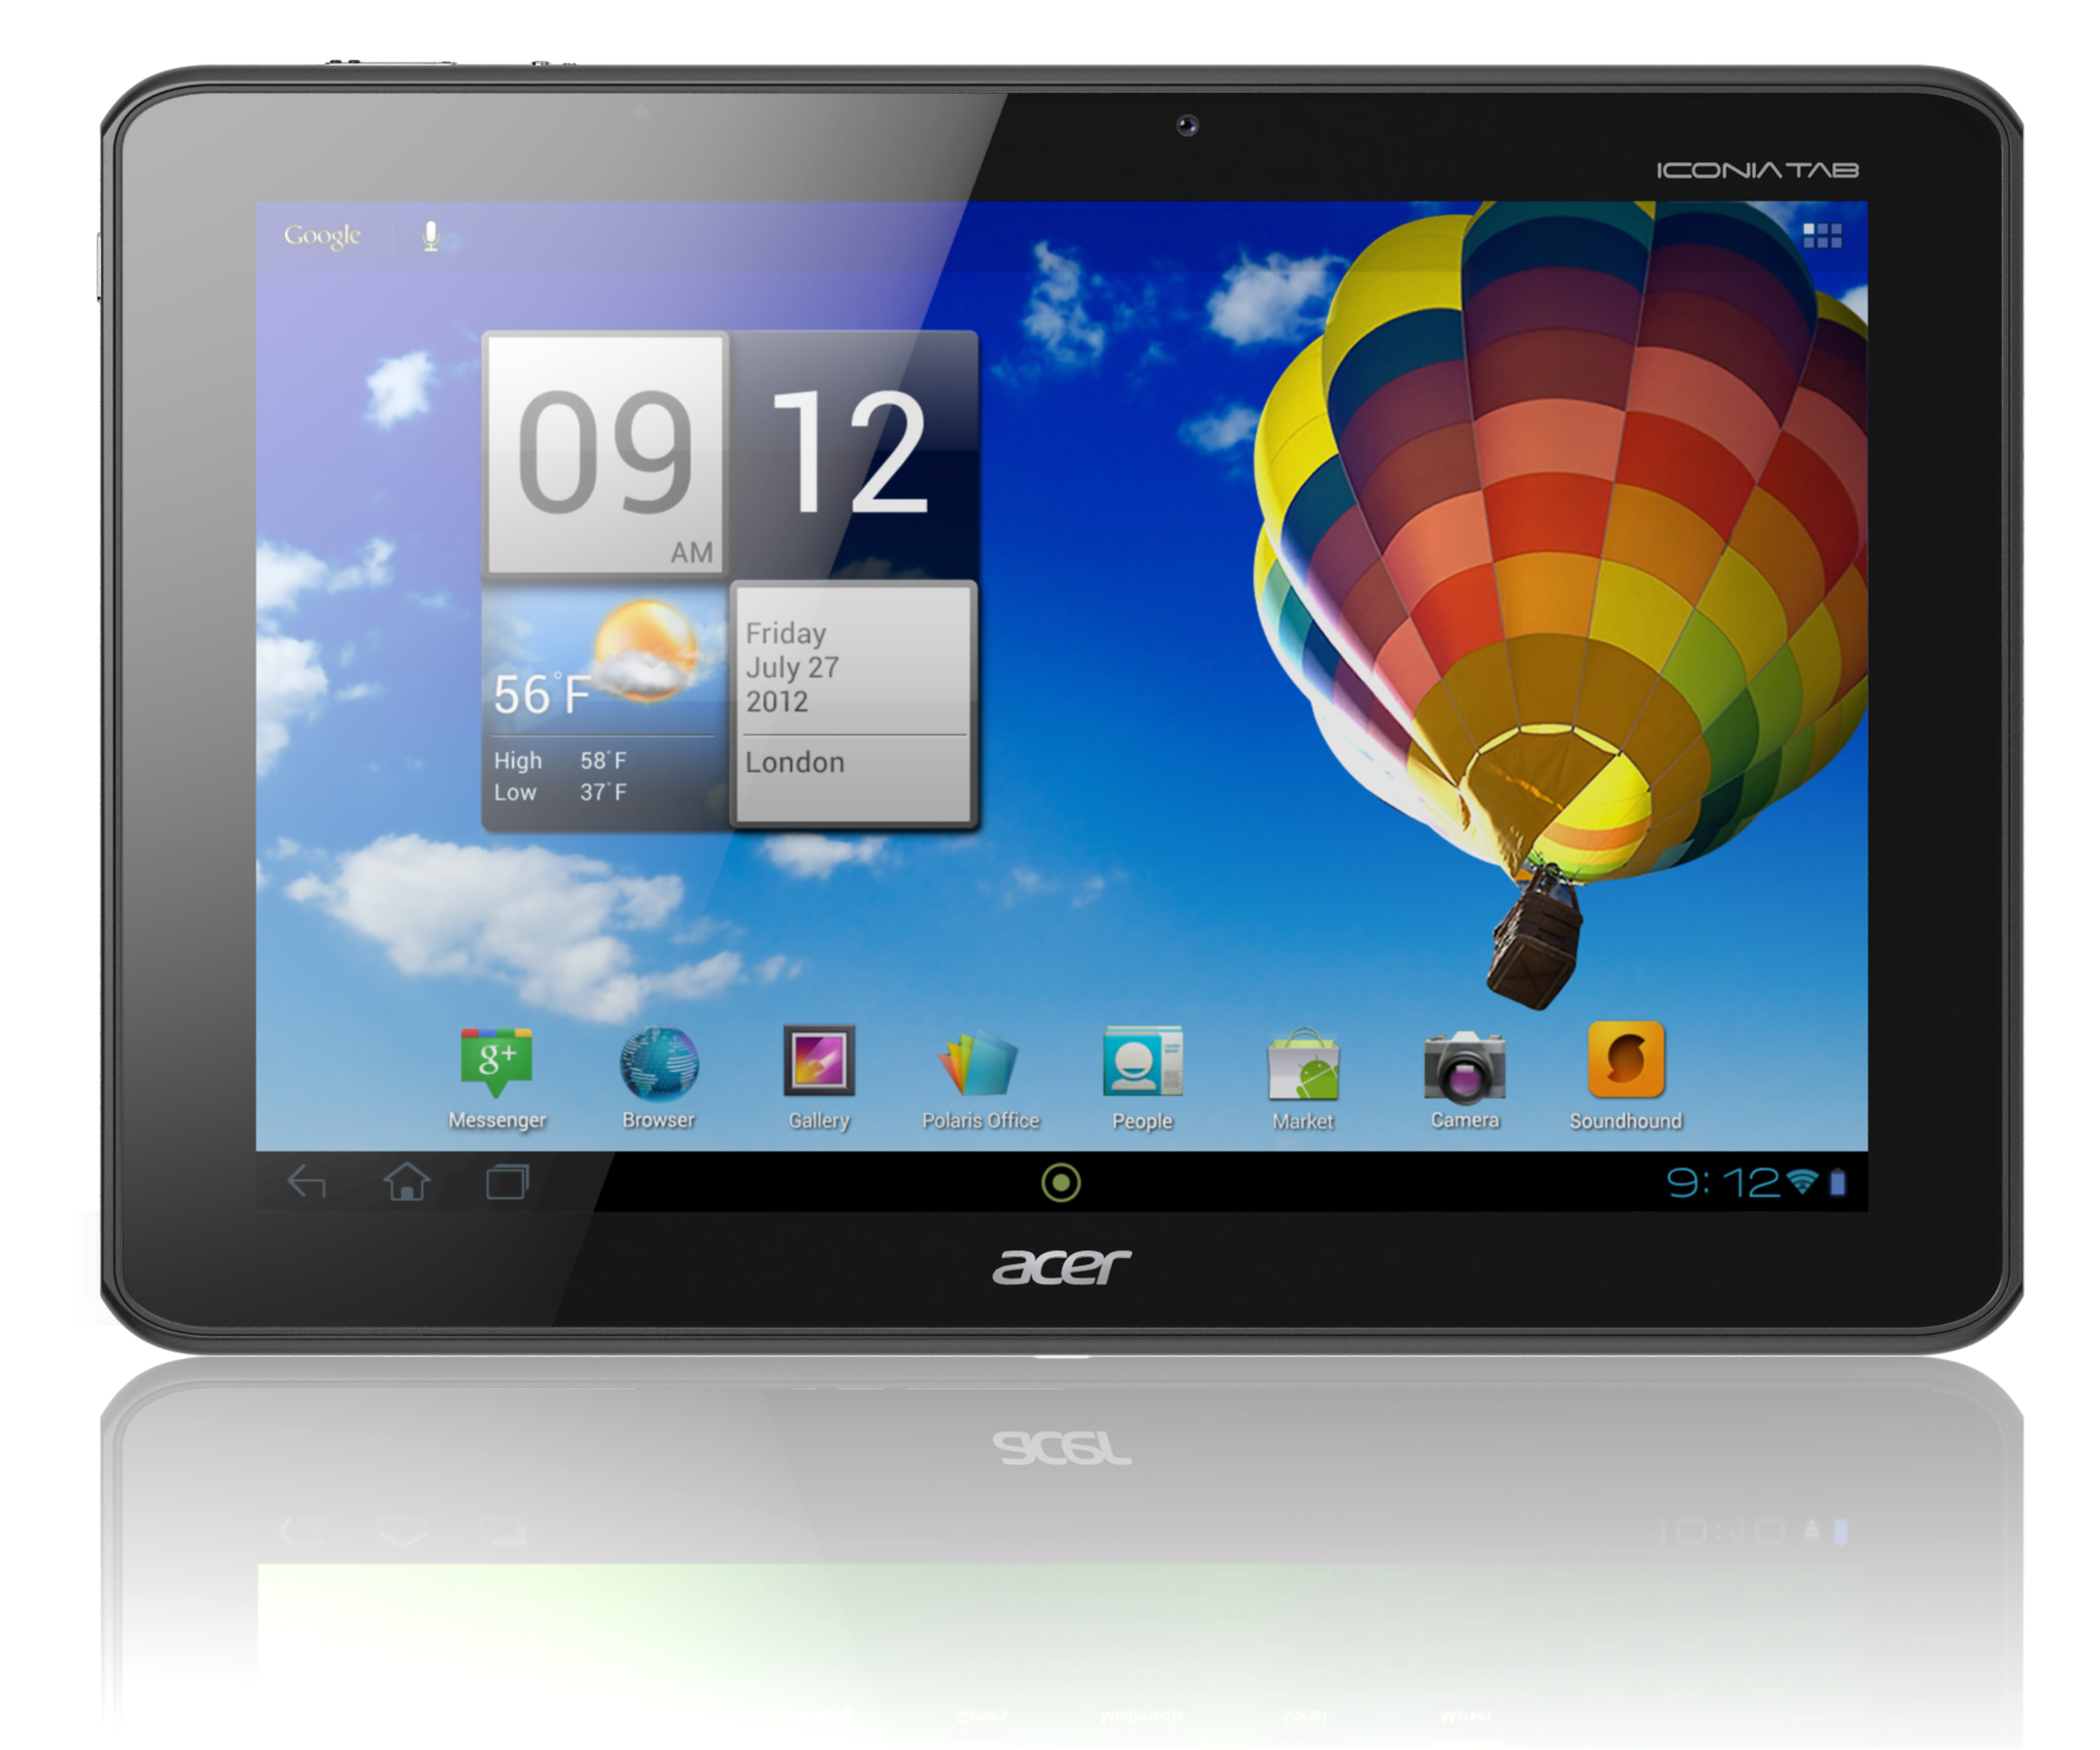 ICONIA TAB
Google
09
AM
12
56°F
High 58°F
Low 37°F
Friday
July 27
2012
London
g+
Messenger
Browser
Gallery
Polaris Office
People
Market
Camera
Soundhound
9:12
acer